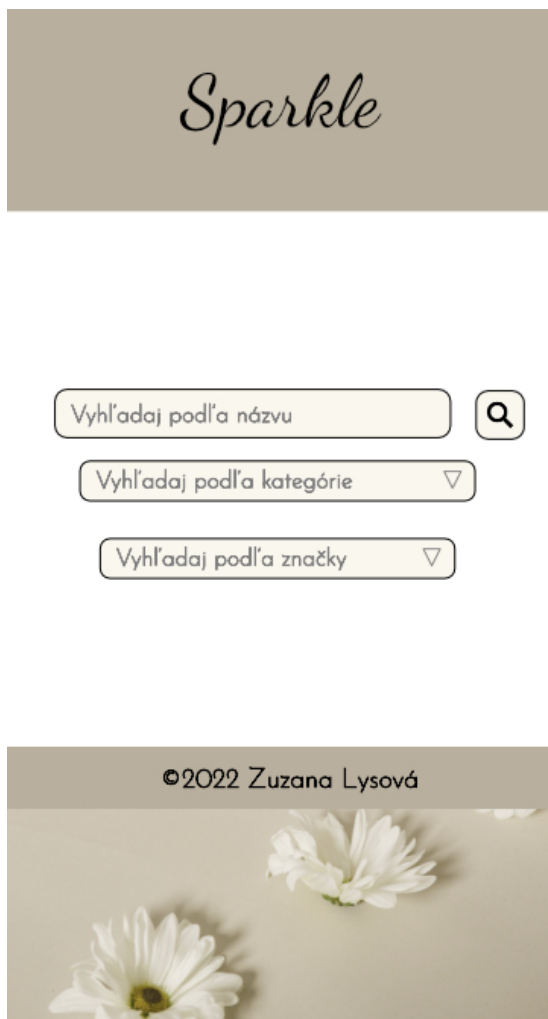 Sparkle
Vyhľadaj podľa názvu
Vyhľadaj podľa kategórie
Vyhľadaj podľa značky
©2022 Zuzana Lysová